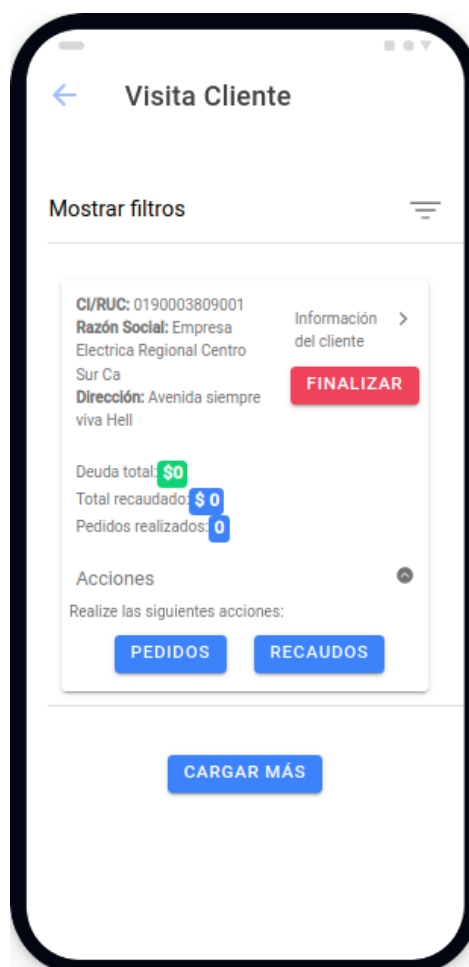 Visita Cliente
Mostrar filtros
CI/RUC: 0190003809001
Razón Social: Empresa
Electrica Regional Centro
Sur Ca
Dirección: Avenida siempre
viva Hell
Información
del cliente
FINALIZAR
Deuda total: $0
Total recaudado: $ 0
Pedidos realizados: 0
Acciones
Realize las siguientes acciones:
PEDIDOS
RECAUDOS
CARGAR MÁS